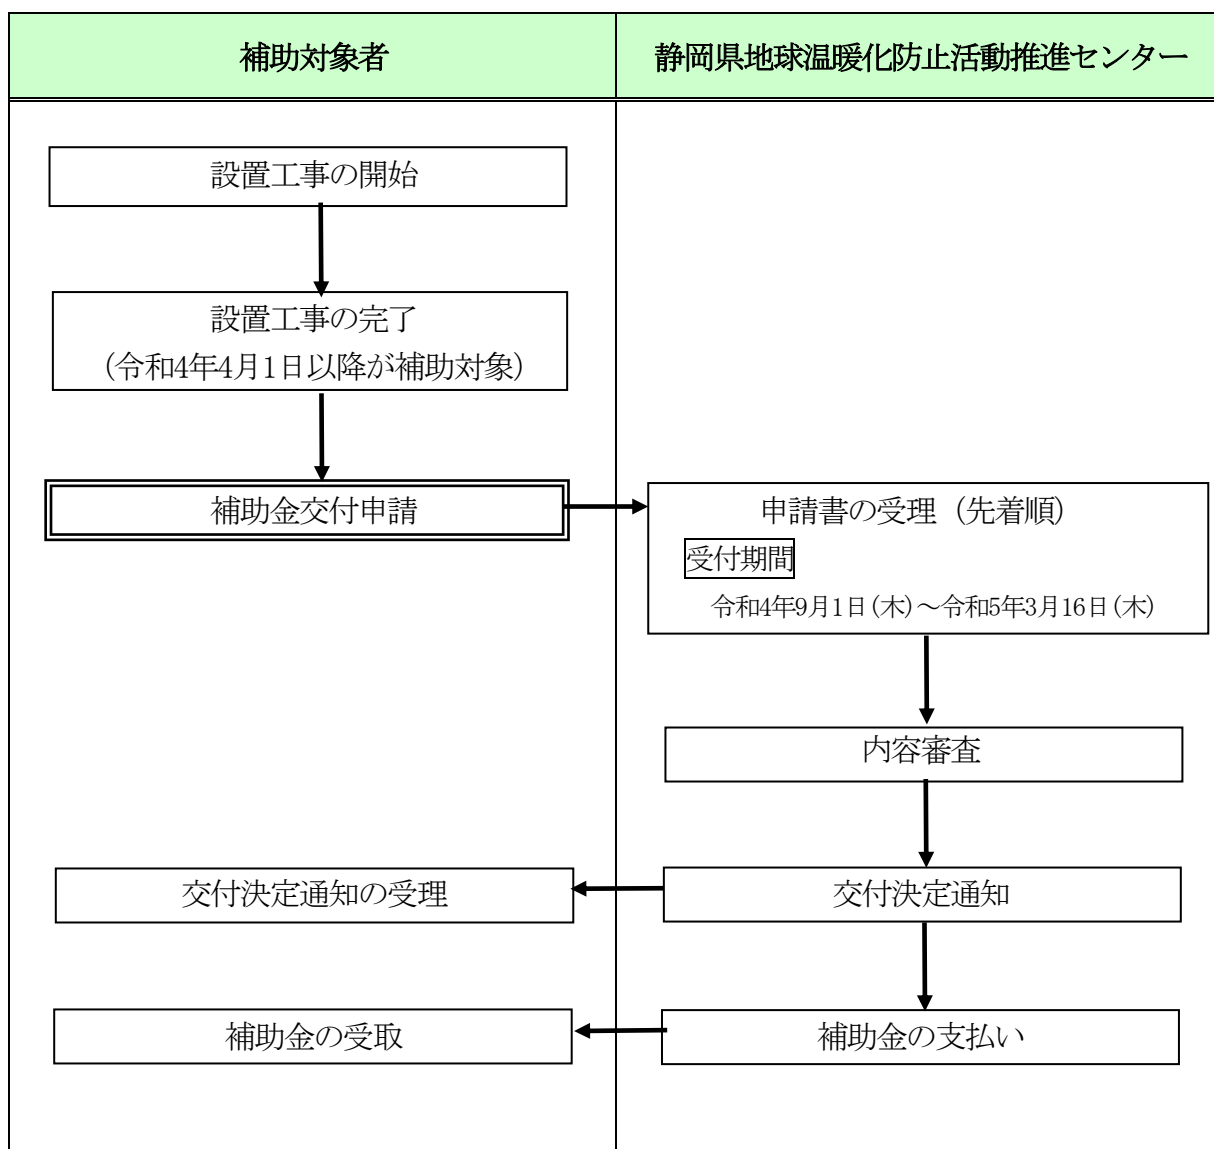 補助対象者
静岡県地球温暖化防止活動推進センター
設置工事の開始
設置工事の完了
（令和4年4月1日以降が補助対象）
補助金交付申請
申請書の受理（先着順）
受付期間
令和4年9月1日(木)～令和5年3月16日(木)
内容審査
交付決定通知の受理
交付決定通知
補助金の受取
補助金の支払い